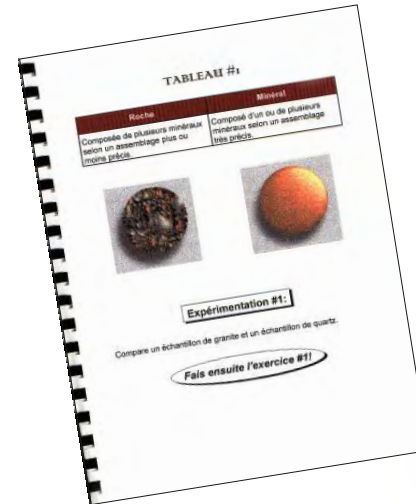 TABLEAU #1
Roche
Minéral
Composée de plusieurs minéraux
selon un assemblage plus ou
moins précis.
Composé d'un ou de plusieurs
minéraux selon un assemblage
très précis.
Expérimentation #1:
Compare un échantillon de granite et un échantillon de quartz.
Fais ensuite l'exercice #1!